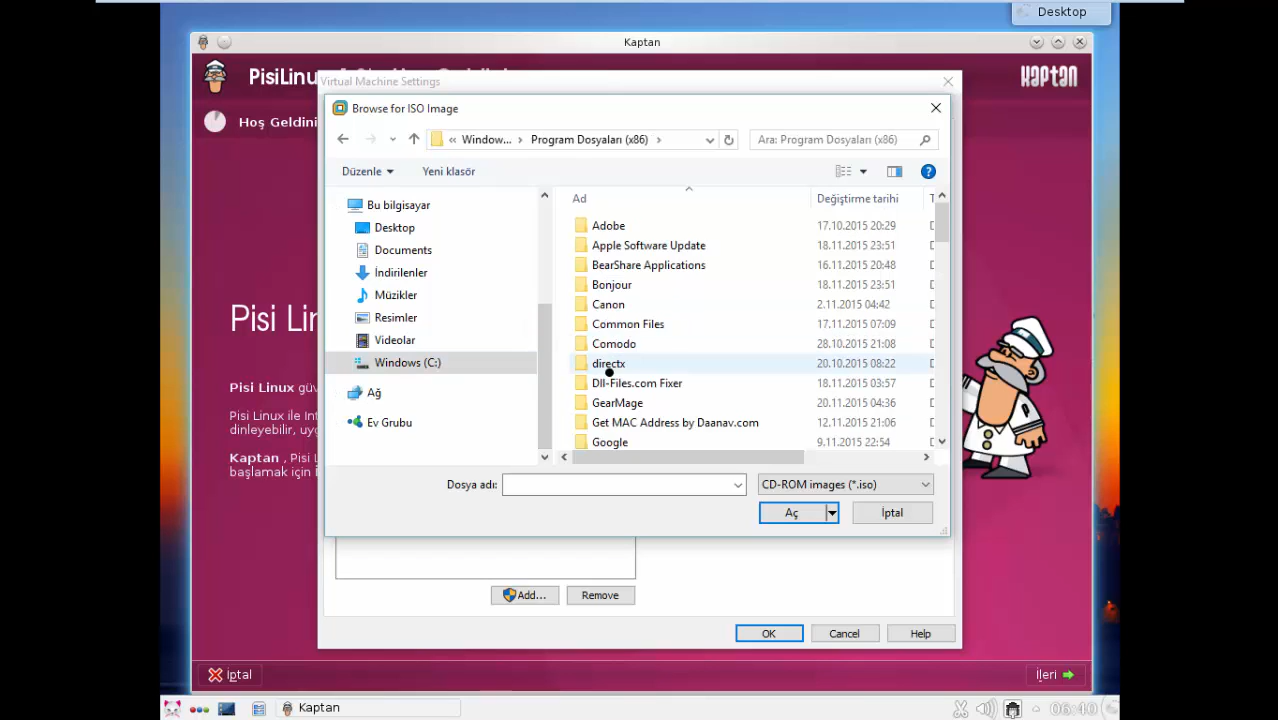 Desktop
Kaptan
PisiLinu
Kaptan
Hoş Geldini
Virtual Machine Settings
Browse for ISO Image
« Window... › Program Dosyaları (x86) ›
Ara: Program Dosyaları (x86)
Düzenle
Yeni klasör
Bu bilgisayar
Desktop
Documents
İndirilenler
Müzikler
Resimler
Videolar
Windows (C:)
Ağ
Ev Grubu
Ad Değiştirme tarihi T
Adobe 17.10.2015 20:29
Apple Software Update 18.11.2015 23:51
BearShare Applications 16.11.2015 20:48
Bonjour 18.11.2015 23:51
Canon 2.11.2015 04:42
Common Files 17.11.2015 07:09
Comodo 28.10.2015 21:08
directx 20.10.2015 08:22
Dll-Files.com Fixer 18.11.2015 03:57
GearMage 20.11.2015 04:36
Get MAC Address by Daanav.com 12.11.2015 21:06
Google 9.11.2015 22:54
Dosya adı:
CD-ROM images (*.iso)
Aç
İptal
Pisi Lin
Pisi Linux güv
Pisi Linux ile Int
dinleyebilir, uyg
Kaptan , Pisi L
başlamak için İ
Add...
Remove
OK
Cancel
Help
İptal
İleri
Kaptan
06:40